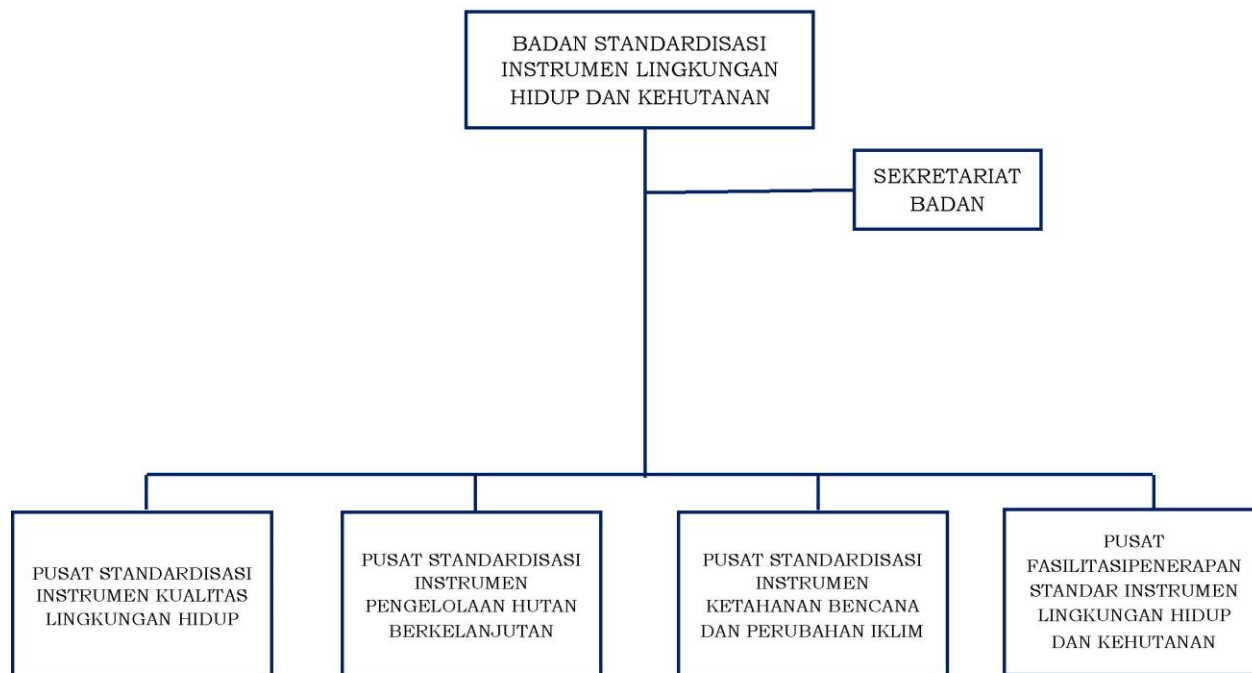 BADAN STANDARDISASI
INSTRUMEN LINGKUNGAN
HIDUP DAN KEHUTANAN
SEKRETARIAT
BADAN
PUSAT STANDARDISASI
INSTRUMEN KUALITAS
LINGKUNGAN HIDUP
PUSAT STANDARDISASI
INSTRUMEN
PENGELOLAAN HUTAN
BERKELANJUTAN
PUSAT STANDARDISASI
INSTRUMEN
KETAHANAN BENCANA
DAN PERUBAHAN IKLIM
PUSAT
FASILITASIPENERAPAN
STANDAR INSTRUMEN
LINGKUNGAN HIDUP
DAN KEHUTANAN